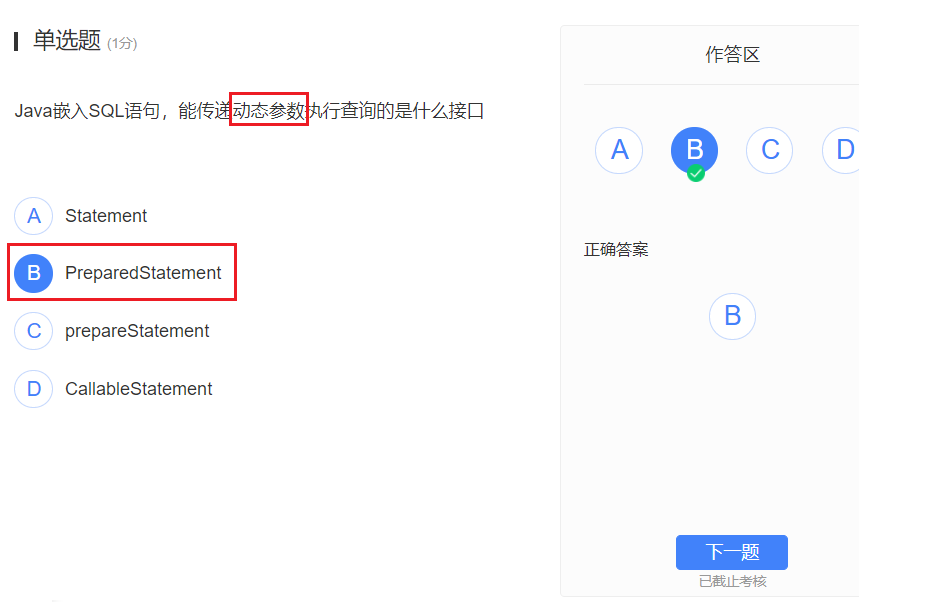 单选题 (1分)
Java嵌入SQL语句，能传递动态参数执行查询的是什么接口
A Statement
B PreparedStatement
C prepareStatement
D CallableStatement
作答区
A B C D
正确答案
B
下一题
已截止考核